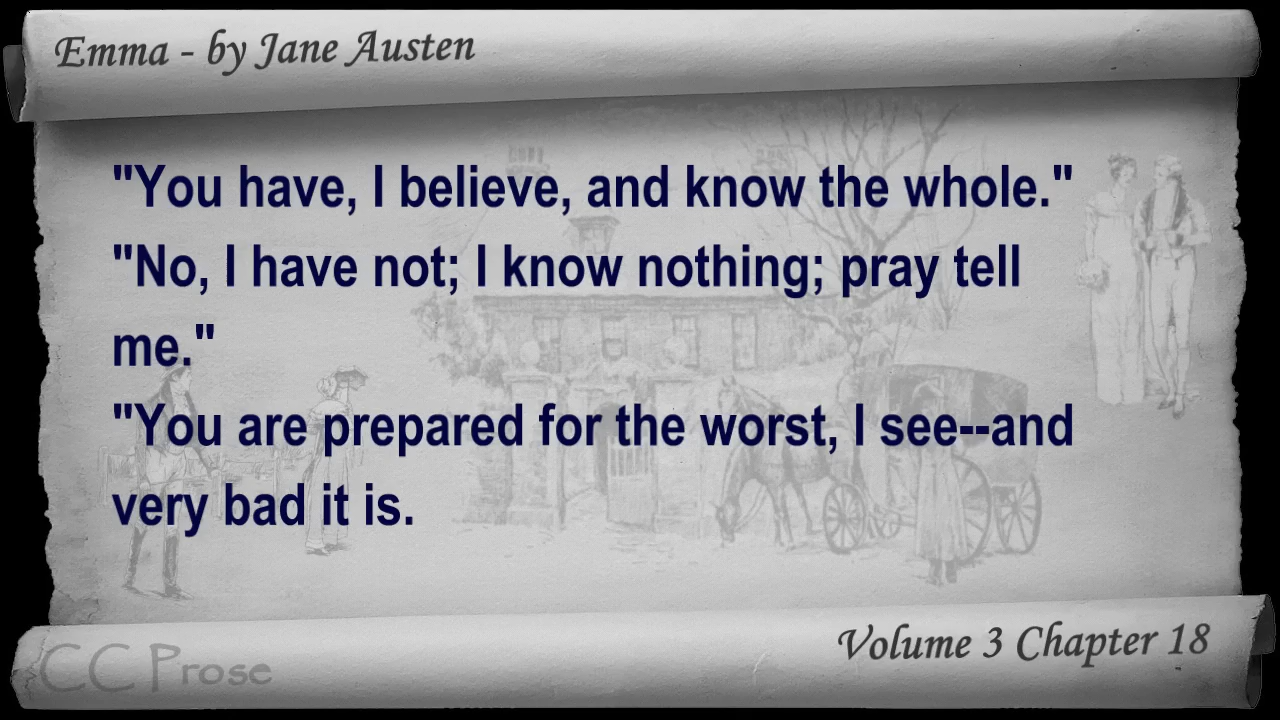 Emma - by Jane Austen
"You have, I believe, and know the whole."
"No, I have not; I know nothing; pray tell
me."
"You are prepared for the worst, I see--and
very bad it is.
Volume 3 Chapter 18
CC Prose